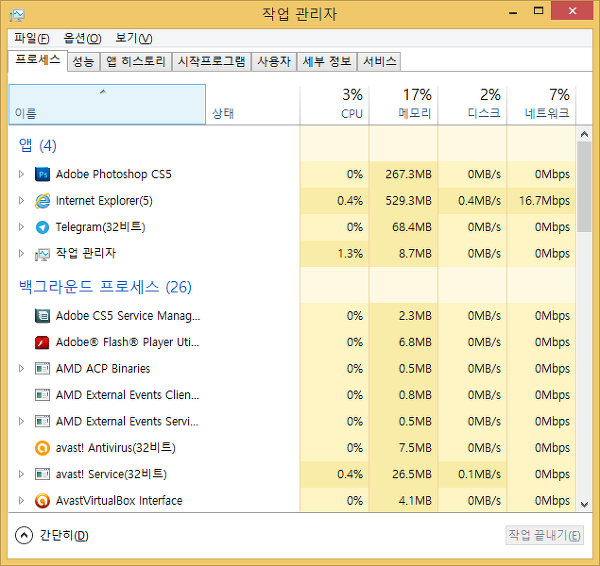 작업 관리자
파일(F) 옵션(O) 보기(V)
프로세스 성능 앱 히스토리 시작프로그램 사용자 세부 정보 서비스
3% 17% 2% 7%
이름 상태 CPU 메모리 디스크 네트워크
앱 (4)
Adobe Photoshop CS5 0% 267.3MB 0MB/s 0Mbps
Internet Explorer(5) 0.4% 529.3MB 0.4MB/s 16.7Mbps
Telegram(32비트) 0% 68.4MB 0MB/s 0Mbps
작업 관리자 1.3% 8.7MB 0MB/s 0Mbps
백그라운드 프로세스 (26)
Adobe CS5 Service Manag... 0% 2.3MB 0MB/s 0Mbps
Adobe® Flash® Player Uti... 0% 6.8MB 0MB/s 0Mbps
AMD ACP Binaries 0% 0.5MB 0MB/s 0Mbps
AMD External Events Clien... 0% 0.8MB 0MB/s 0Mbps
AMD External Events Servi... 0% 0.5MB 0MB/s 0Mbps
avast! Antivirus(32비트) 0% 7.5MB 0MB/s 0Mbps
avast! Service(32비트) 0.4% 26.5MB 0.1MB/s 0Mbps
AvastVirtualBox Interface 0% 4.1MB 0MB/s 0Mbps
간단히(D) 작업 끝내기(E)